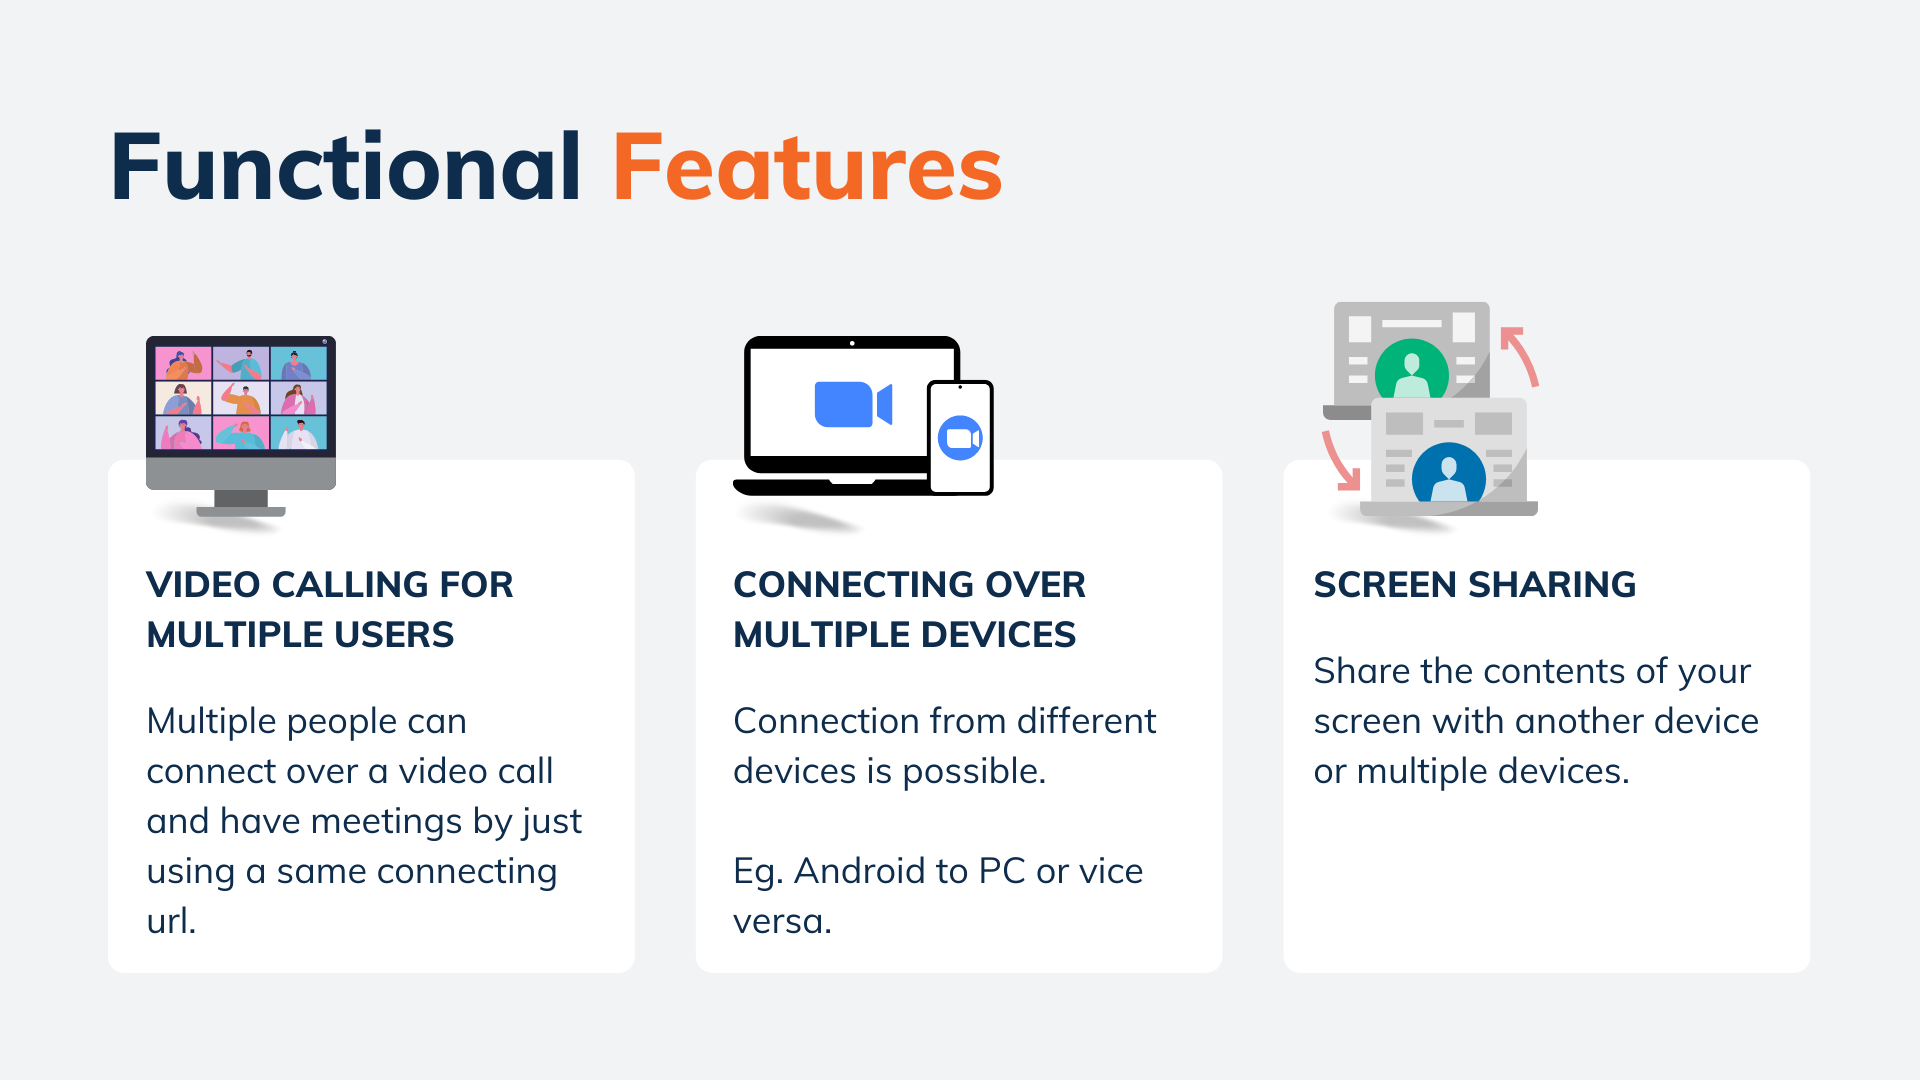 Functional Features
VIDEO CALLING FOR
MULTIPLE USERS
Multiple people can
connect over a video call
and have meetings by just
using a same connecting
url.
CONNECTING OVER
MULTIPLE DEVICES
Connection from different
devices is possible.
Eg. Android to PC or vice
versa.
SCREEN SHARING
Share the contents of your
screen with another device
or multiple devices.